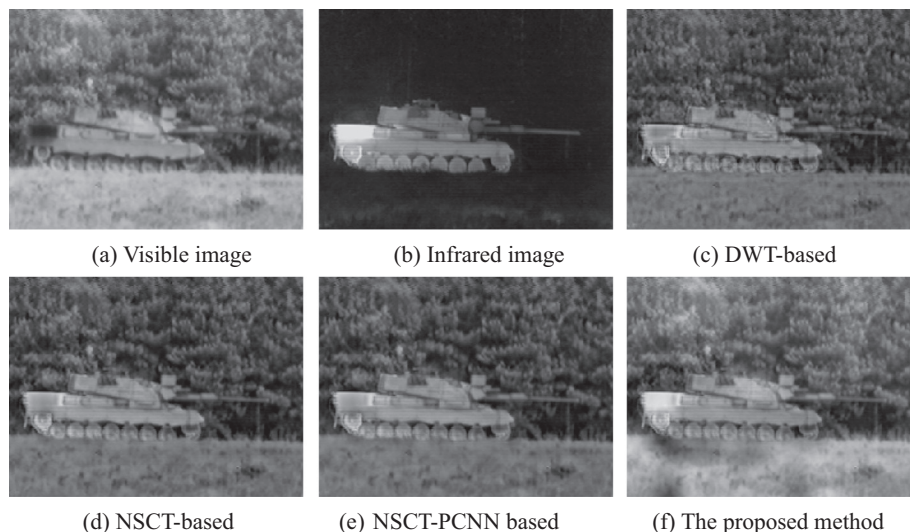 (a) Visible image
(b) Infrared image
(c) DWT-based
(d) NSCT-based
(e) NSCT-PCNN based
(f) The proposed method